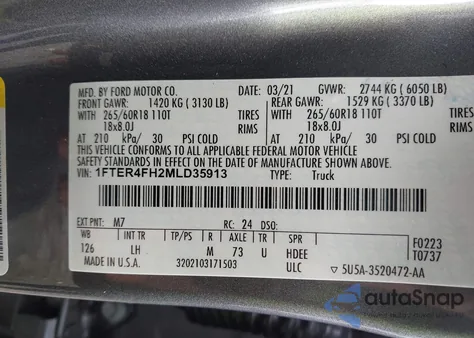 MFD. BY FORD MOTOR CO. DATE: 03/21 GVWR: 2744 KG ( 6050 LB)
FRONT GAWR: 1420 KG ( 3130 LB) REAR GAWR: 1529 KG ( 3370 LB)
WITH 265/60R18 110T TIRES WITH 265/60R18 110T TIRES
18x8.0J RIMS 18x8.0J RIMS
AT 210 kPa/ 30 PSI COLD AT 210 kPa/ 30 PSI COLD
THIS VEHICLE CONFORMS TO ALL APPLICABLE FEDERAL MOTOR VEHICLE
SAFETY, BUMPER, AND THEFT PREVENTION STANDARDS IN EFFECT ON THE DATE OF MANUFACTURE SHOWN ABOVE.
VIN: 1FTER4FH2MLD35913 TYPE: Truck
EXT PNT: M7 RC: 24 DSO:
WB INT TR TP/PS R AXLE TR SPR F0223
126 LH M 73 U HDEE T0737
MADE IN U.S.A. 3202103171503 ULC 5U5A-3520472-AA
autoSnap